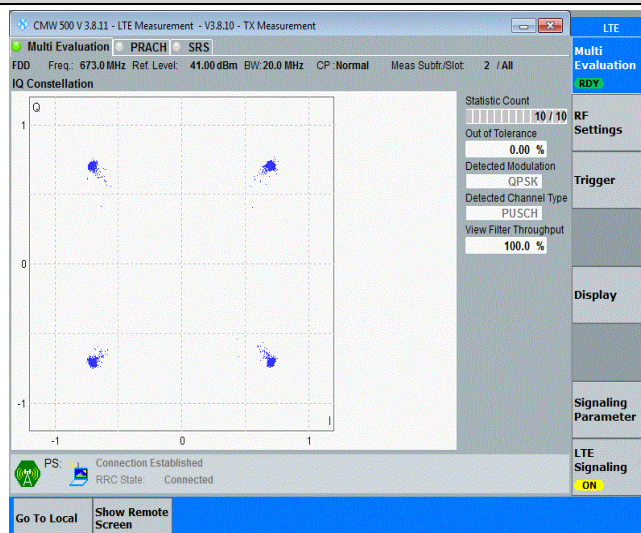 CMW 500 V 3.8.11 - LTE Measurement - V3.8.10 - TX Measurement
LTE
Multi Evaluation PRACH SRS
FDD Freq.: 673.0 MHz Ref. Level: 41.00 dBm BW: 20.0 MHz CP : Normal Meas Subfr./Slot: 2 / All
IQ Constellation
Q
1
0
-1
-1 0 1
I
Statistic Count
10 / 10
Out of Tolerance
0.00 %
Detected Modulation
QPSK
Detected Channel Type
PUSCH
View Filter Throughput
100.0 %
Multi
Evaluation
RDY
RF
Settings
Trigger
Display
Signaling
Parameter
LTE
Signaling
ON
PS: Connection Established
RRC State: Connected
Go To Local
Show Remote
Screen